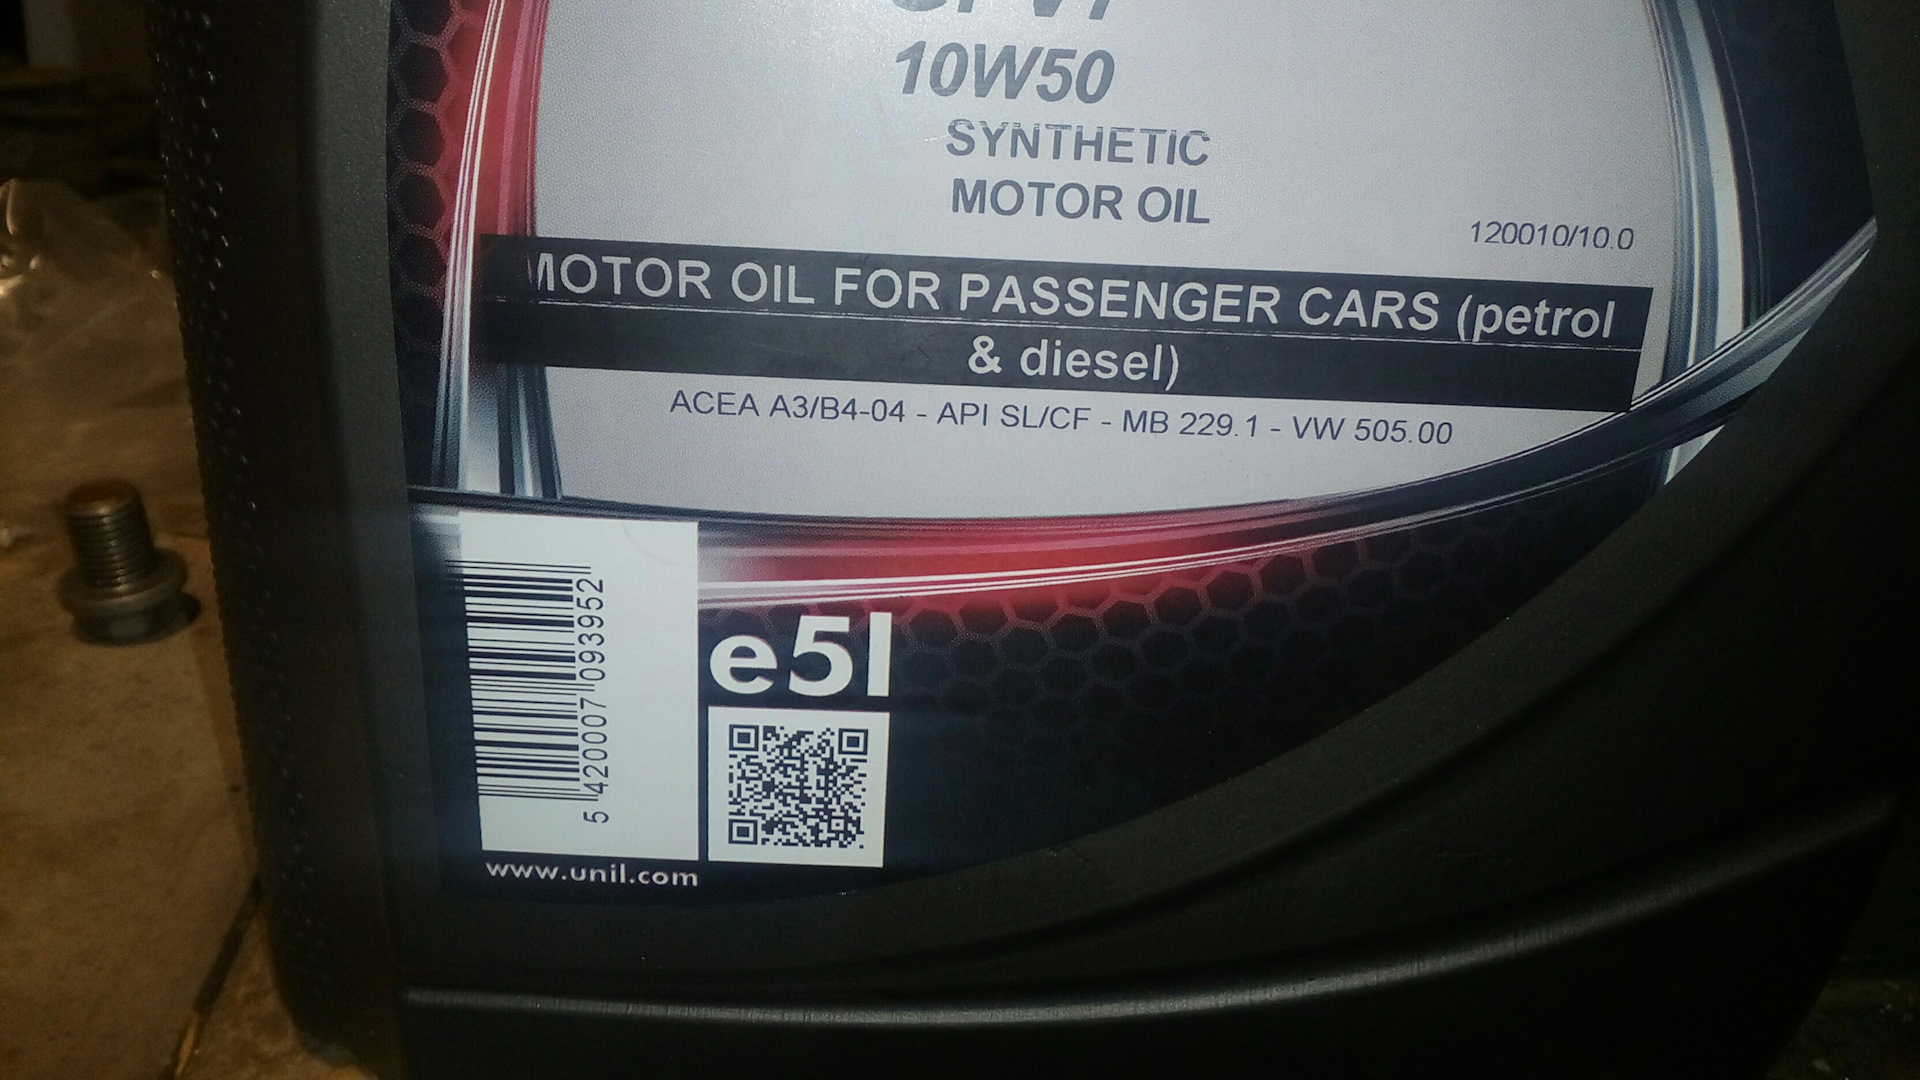 10W50
SYNTHETIC
MOTOR OIL
120010/10.0
MOTOR OIL FOR PASSENGER CARS (petrol
& diesel)
ACEA A3/B4-04 - API SL/CF - MB 229.1 - VW 505.00
5 420007 093952
e5l
www.unil.com